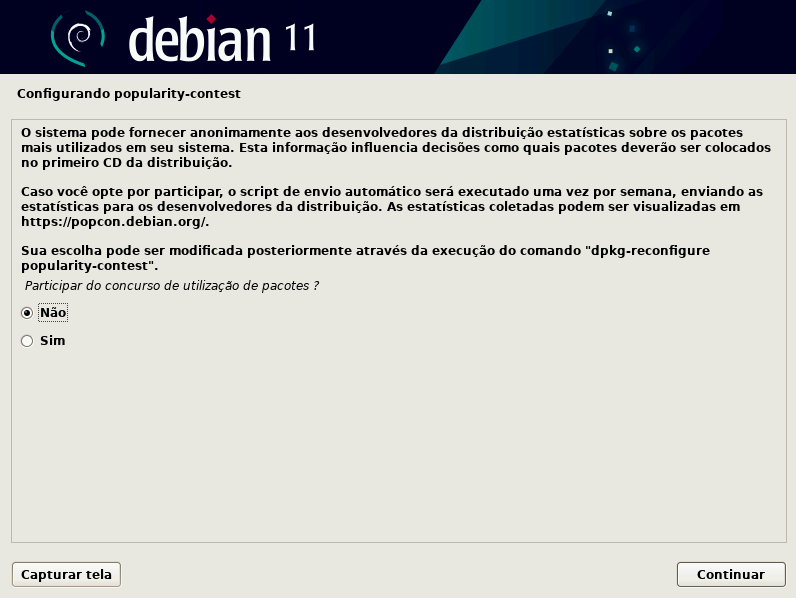 debian 11
Configurando popularity-contest
O sistema pode fornecer anonimamente aos desenvolvedores da distribuição estatísticas sobre os pacotes
mais utilizados em seu sistema. Esta informação influencia decisões como quais pacotes deverão ser colocados
no primeiro CD da distribuição.
Caso você opte por participar, o script de envio automático será executado uma vez por semana, enviando as
estatísticas para os desenvolvedores da distribuição. As estatísticas coletadas podem ser visualizadas em
https://popcon.debian.org/.
Sua escolha pode ser modificada posteriormente através da execução do comando "dpkg-reconfigure
popularity-contest".
Participar do concurso de utilização de pacotes ?
Não
Sim
Capturar tela
Continuar